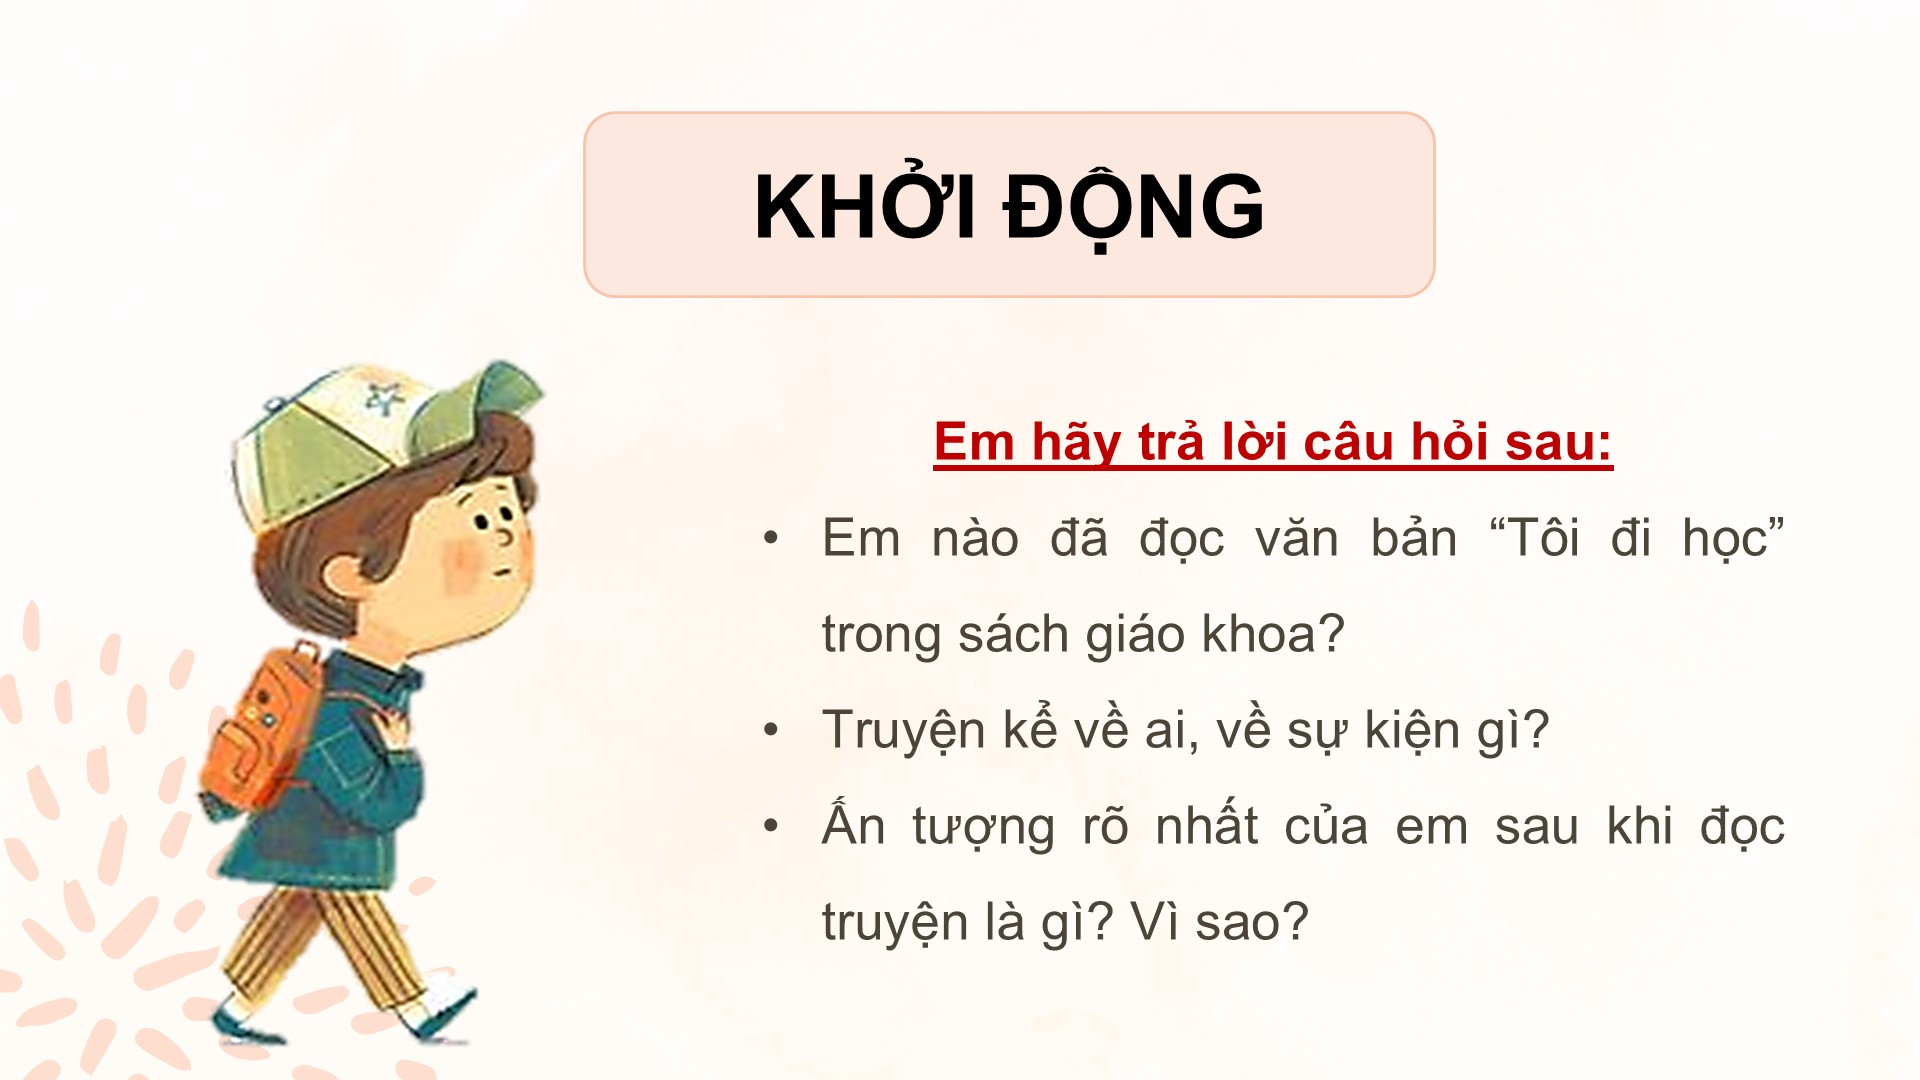 KHỞI ĐỘNG
Em hãy trả lời câu hỏi sau:
• Em nào đã đọc văn bản “Tôi đi học”
trong sách giáo khoa?
• Truyện kể về ai, về sự kiện gì?
• Ấn tượng rõ nhất của em sau khi đọc
truyện là gì? Vì sao?